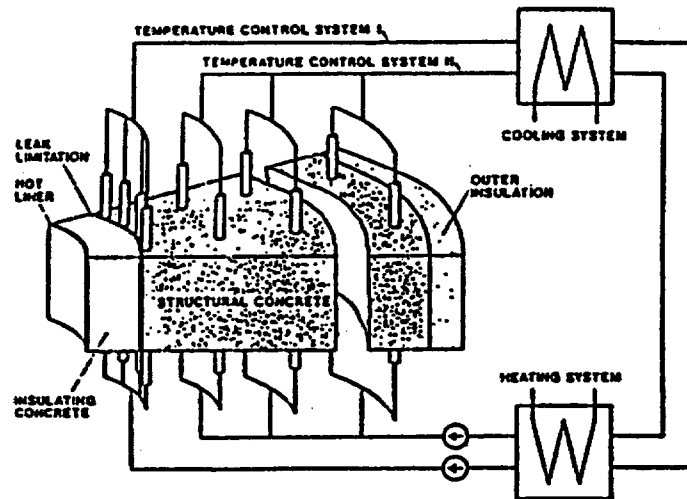 TEMPERATURE CONTROL SYSTEM I
TEMPERATURE CONTROL SYSTEM II
COOLING SYSTEM
LEAK
LIMITATION
HOT
LINER
OUTER
INSULATION
STRUCTURAL CONCRETE
INSULATING
CONCRETE
HEATING SYSTEM